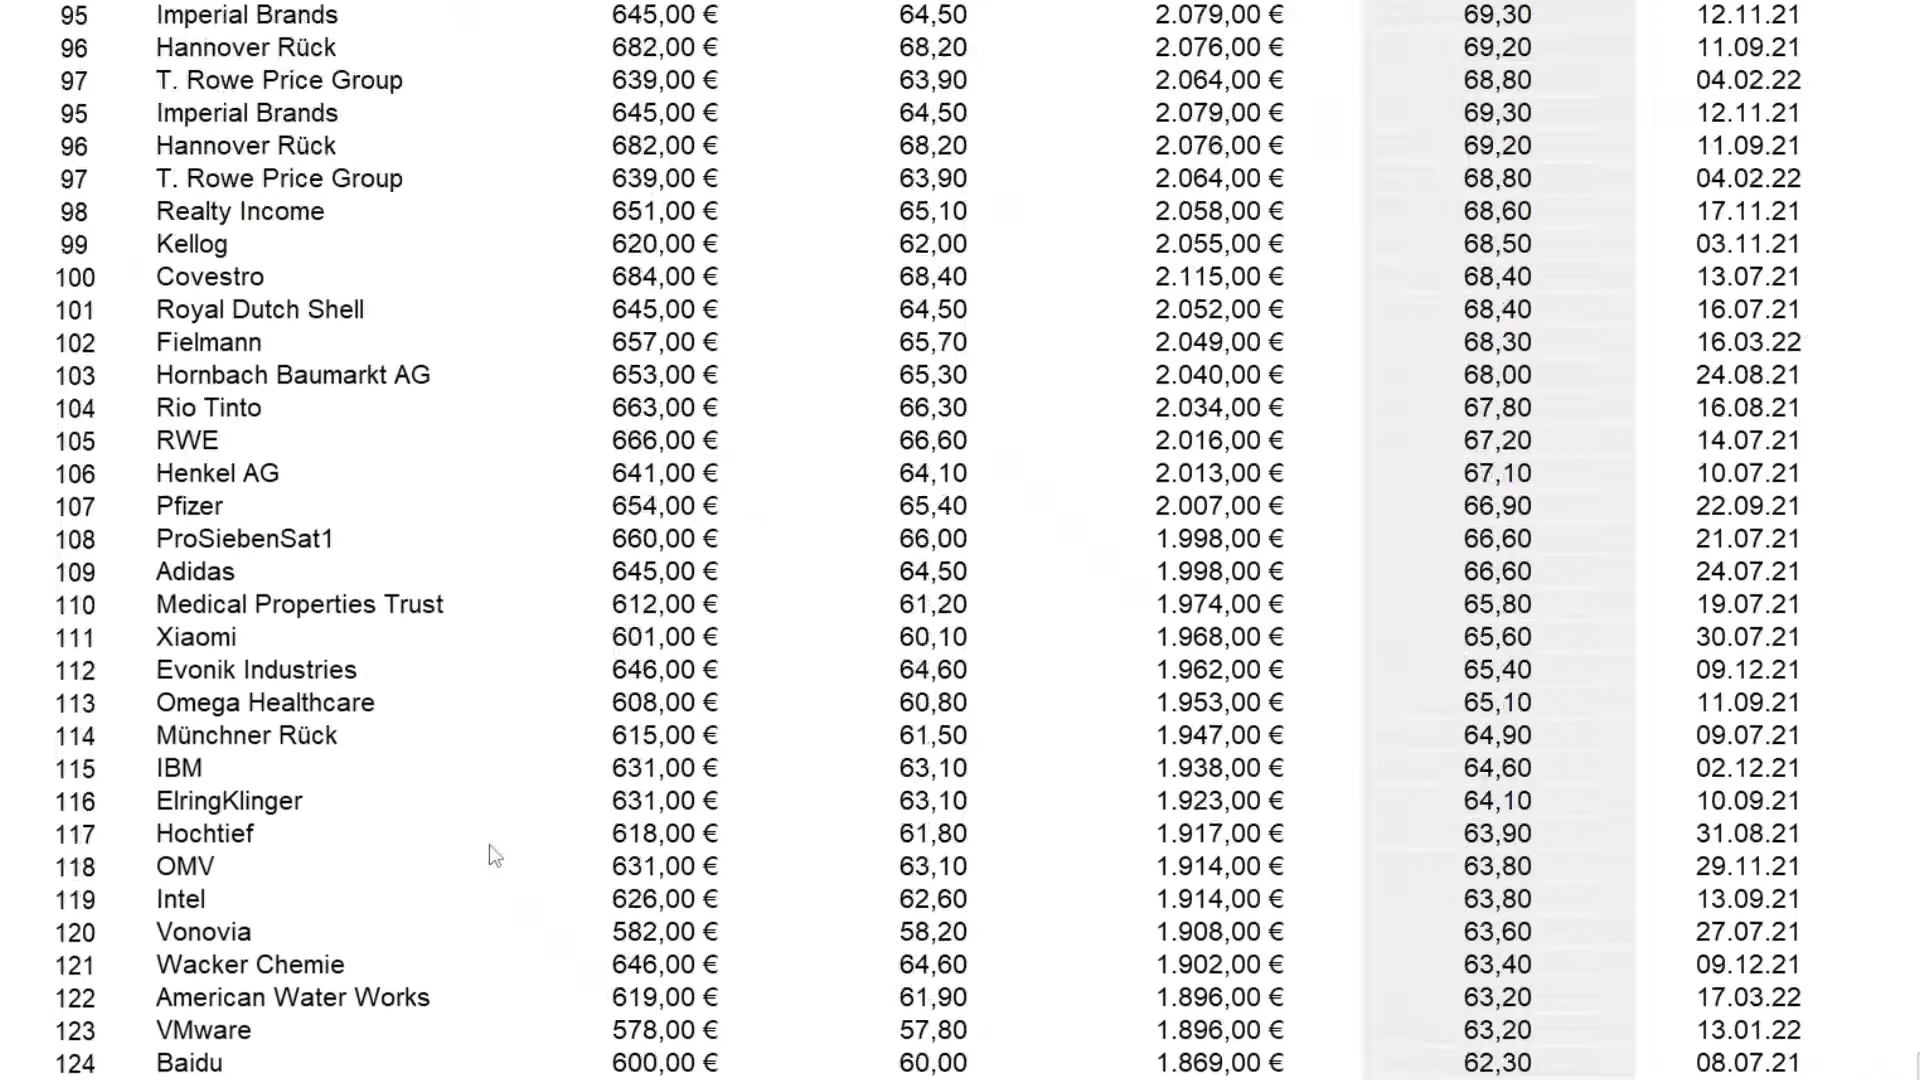 95 Imperial Brands 645,00 € 64,50 2.079,00 € 69,30 12.11.21
96 Hannover Rück 682,00 € 68,20 2.076,00 € 69,20 11.09.21
97 T. Rowe Price Group 639,00 € 63,90 2.064,00 € 68,80 04.02.22
95 Imperial Brands 645,00 € 64,50 2.079,00 € 69,30 12.11.21
96 Hannover Rück 682,00 € 68,20 2.076,00 € 69,20 11.09.21
97 T. Rowe Price Group 639,00 € 63,90 2.064,00 € 68,80 04.02.22
98 Realty Income 651,00 € 65,10 2.058,00 € 68,60 17.11.21
99 Kellog 620,00 € 62,00 2.055,00 € 68,50 03.11.21
100 Covestro 684,00 € 68,40 2.115,00 € 68,40 13.07.21
101 Royal Dutch Shell 645,00 € 64,50 2.052,00 € 68,40 16.07.21
102 Fielmann 657,00 € 65,70 2.049,00 € 68,30 16.03.22
103 Hornbach Baumarkt AG 653,00 € 65,30 2.040,00 € 68,00 24.08.21
104 Rio Tinto 663,00 € 66,30 2.034,00 € 67,80 16.08.21
105 RWE 666,00 € 66,60 2.016,00 € 67,20 14.07.21
106 Henkel AG 641,00 € 64,10 2.013,00 € 67,10 10.07.21
107 Pfizer 654,00 € 65,40 2.007,00 € 66,90 22.09.21
108 ProSiebenSat1 660,00 € 66,00 1.998,00 € 66,60 21.07.21
109 Adidas 645,00 € 64,50 1.998,00 € 66,60 24.07.21
110 Medical Properties Trust 612,00 € 61,20 1.974,00 € 65,80 19.07.21
111 Xiaomi 601,00 € 60,10 1.968,00 € 65,60 30.07.21
112 Evonik Industries 646,00 € 64,60 1.962,00 € 65,40 09.12.21
113 Omega Healthcare 608,00 € 60,80 1.953,00 € 65,10 11.09.21
114 Münchner Rück 615,00 € 61,50 1.947,00 € 64,90 09.07.21
115 IBM 631,00 € 63,10 1.938,00 € 64,60 02.12.21
116 ElringKlinger 631,00 € 63,10 1.923,00 € 64,10 10.09.21
117 Hochtief 618,00 € 61,80 1.917,00 € 63,90 31.08.21
118 OMV 631,00 € 63,10 1.914,00 € 63,80 29.11.21
119 Intel 626,00 € 62,60 1.914,00 € 63,80 13.09.21
120 Vonovia 582,00 € 58,20 1.908,00 € 63,60 27.07.21
121 Wacker Chemie 646,00 € 64,60 1.902,00 € 63,40 09.12.21
122 American Water Works 619,00 € 61,90 1.896,00 € 63,20 17.03.22
123 VMware 578,00 € 57,80 1.896,00 € 63,20 13.01.22
124 Baidu 600,00 € 60,00 1.869,00 € 62,30 08.07.21